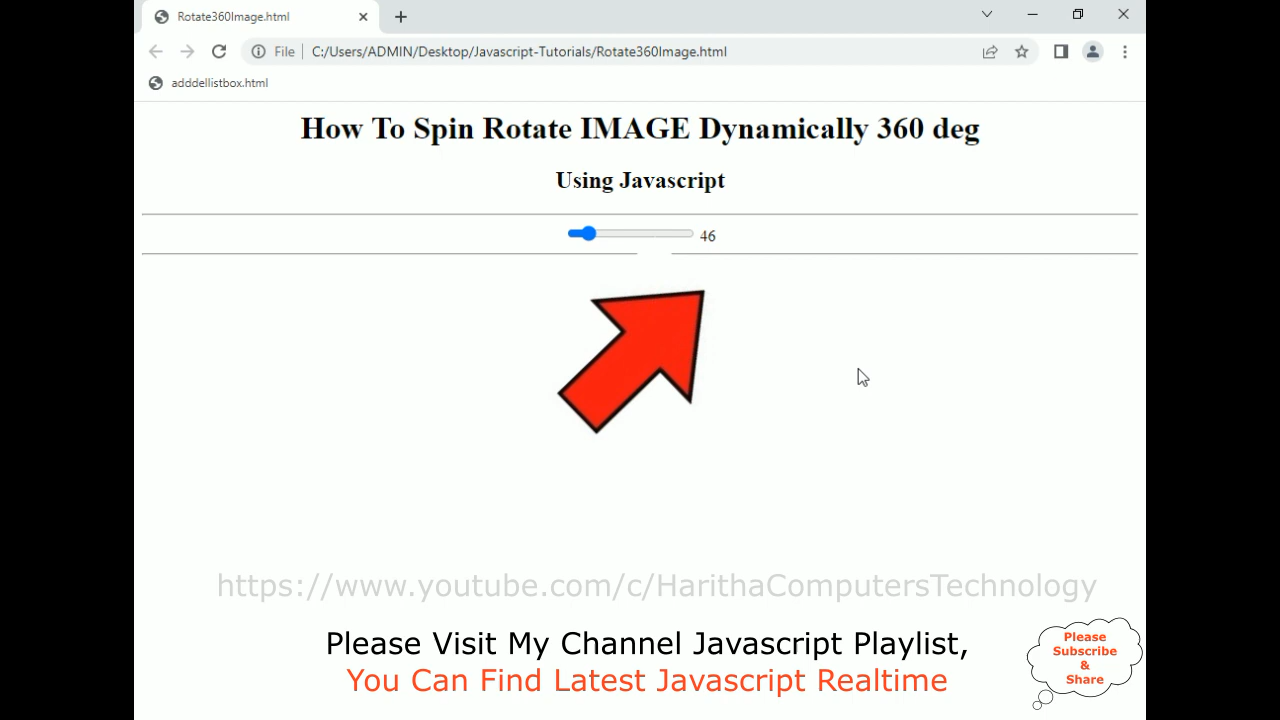 Rotate360Image.html
File
C:/Users/ADMIN/Desktop/Javascript-Tutorials/Rotate360Image.html
adddellistbox.html
How To Spin Rotate IMAGE Dynamically 360 deg
Using Javascript
46
https://www.youtube.com/c/HarithaComputersTechnology
Please Visit My Channel Javascript Playlist,
You Can Find Latest Javascript Realtime
Please
Subscribe
&
Share